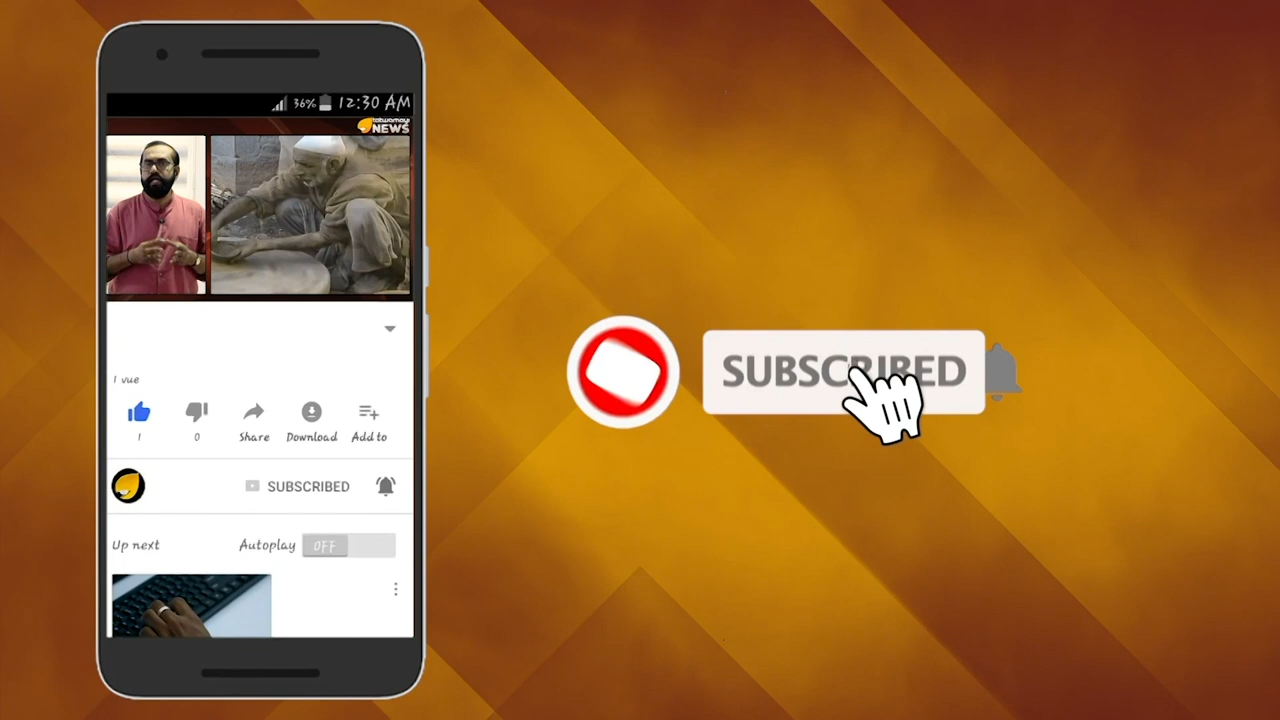 36% 12:30 AM
tatwamayi
NEWS
1 vue
1
0
Share
Download
Add to
SUBSCRIBED
SUBSCRIBED
Up next
Autoplay
OFF